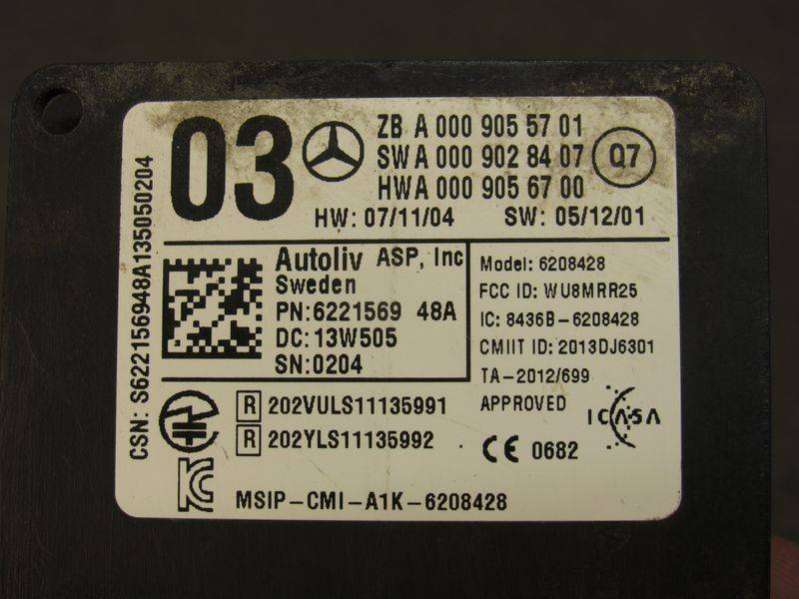 03
ZB A 000 905 57 01
SW A 000 902 84 07
HW A 000 905 67 00
Q7
HW: 07/11/04 SW: 05/12/01
CSN: S622156948A135050204
Autoliv ASP, Inc
Sweden
PN:6221569 48A
DC:13W505
SN:0204
Model: 6208428
FCC ID: WU8MRR25
IC: 8436B-6208428
CMIIT ID: 2013DJ6301
TA-2012/699
APPROVED
ICASA
R 202VULS11135991
R 202YLS11135992
CE 0682
MSIP-CMI-A1K-6208428